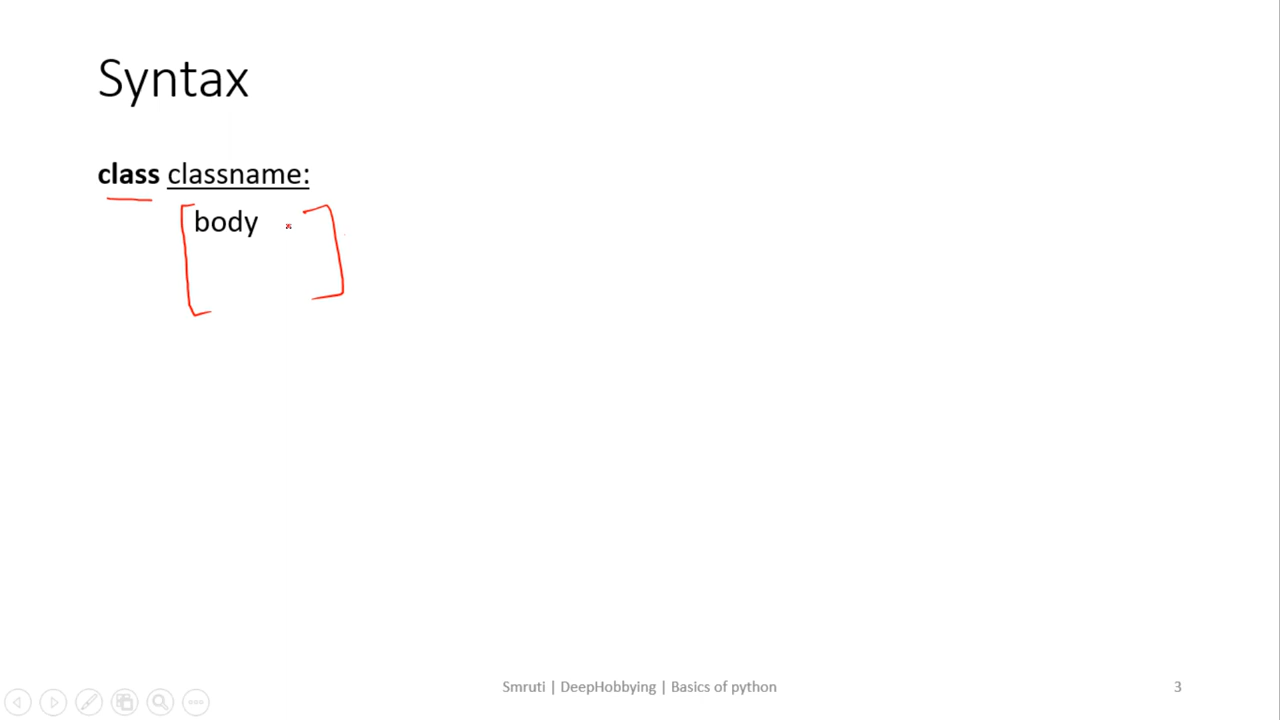 Syntax
class classname:
body
Smruti | DeepHobbying | Basics of python
3